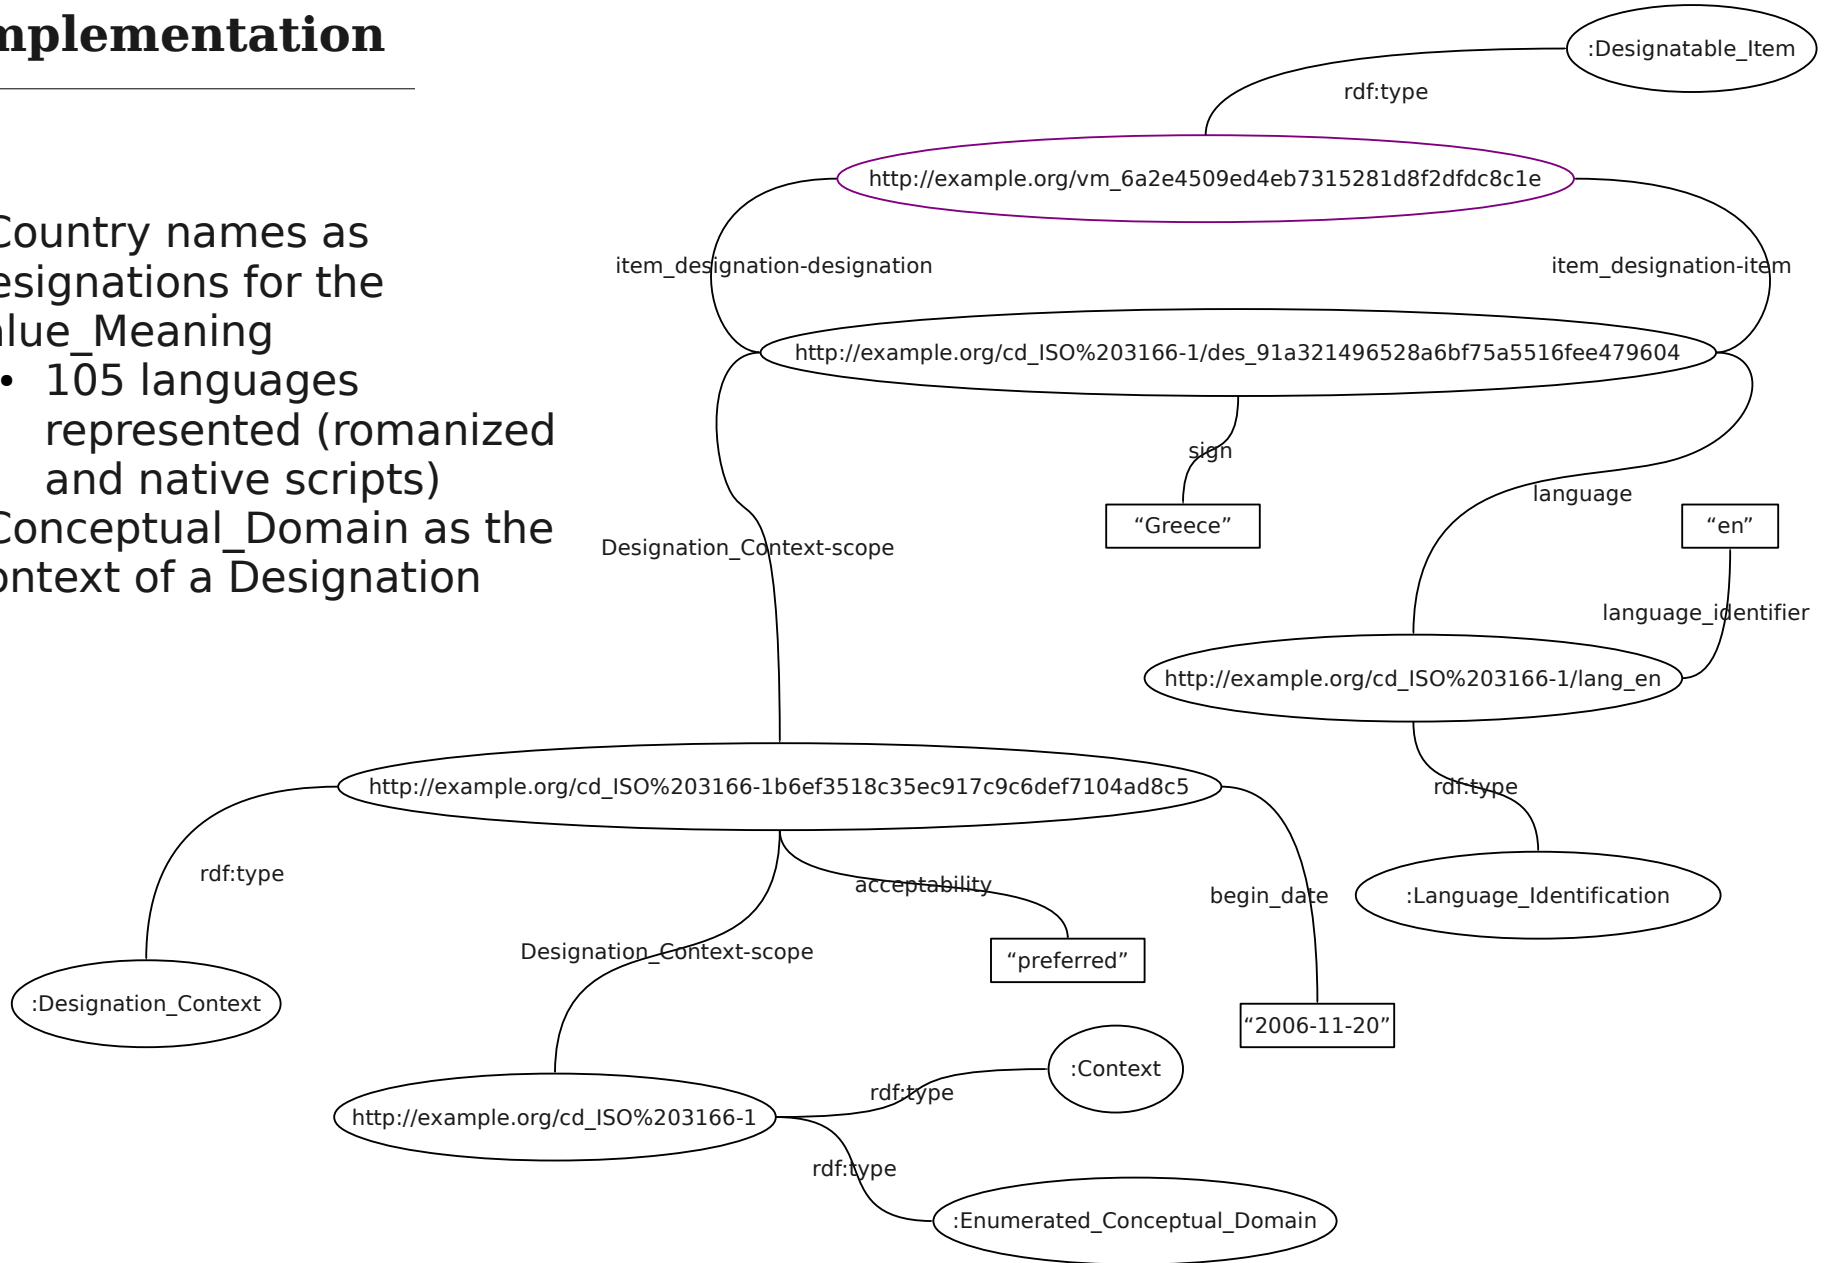 mplementation
Country names as
esignations for the
alue_Meaning
• 105 languages
represented (romanized
and native scripts)
Conceptual_Domain as the
ontext of a Designation
:Designatable_Item
rdf:type
http://example.org/vm_6a2e4509ed4eb7315281d8f2dfdc8c1e
item_designation-designation
item_designation-item
http://example.org/cd_ISO%203166-1/des_91a321496528a6bf75a5516fee479604
sign
language
“Greece”
“en”
Designation_Context-scope
language_identifier
http://example.org/cd_ISO%203166-1/lang_en
http://example.org/cd_ISO%203166-1b6ef3518c35ec917c9c6def7104ad8c5
rdf:type
rdf:type
acceptability
begin_date
:Language_Identification
Designation_Context-scope
“preferred”
:Designation_Context
“2006-11-20”
:Context
rdf:type
http://example.org/cd_ISO%203166-1
rdf:type
:Enumerated_Conceptual_Domain